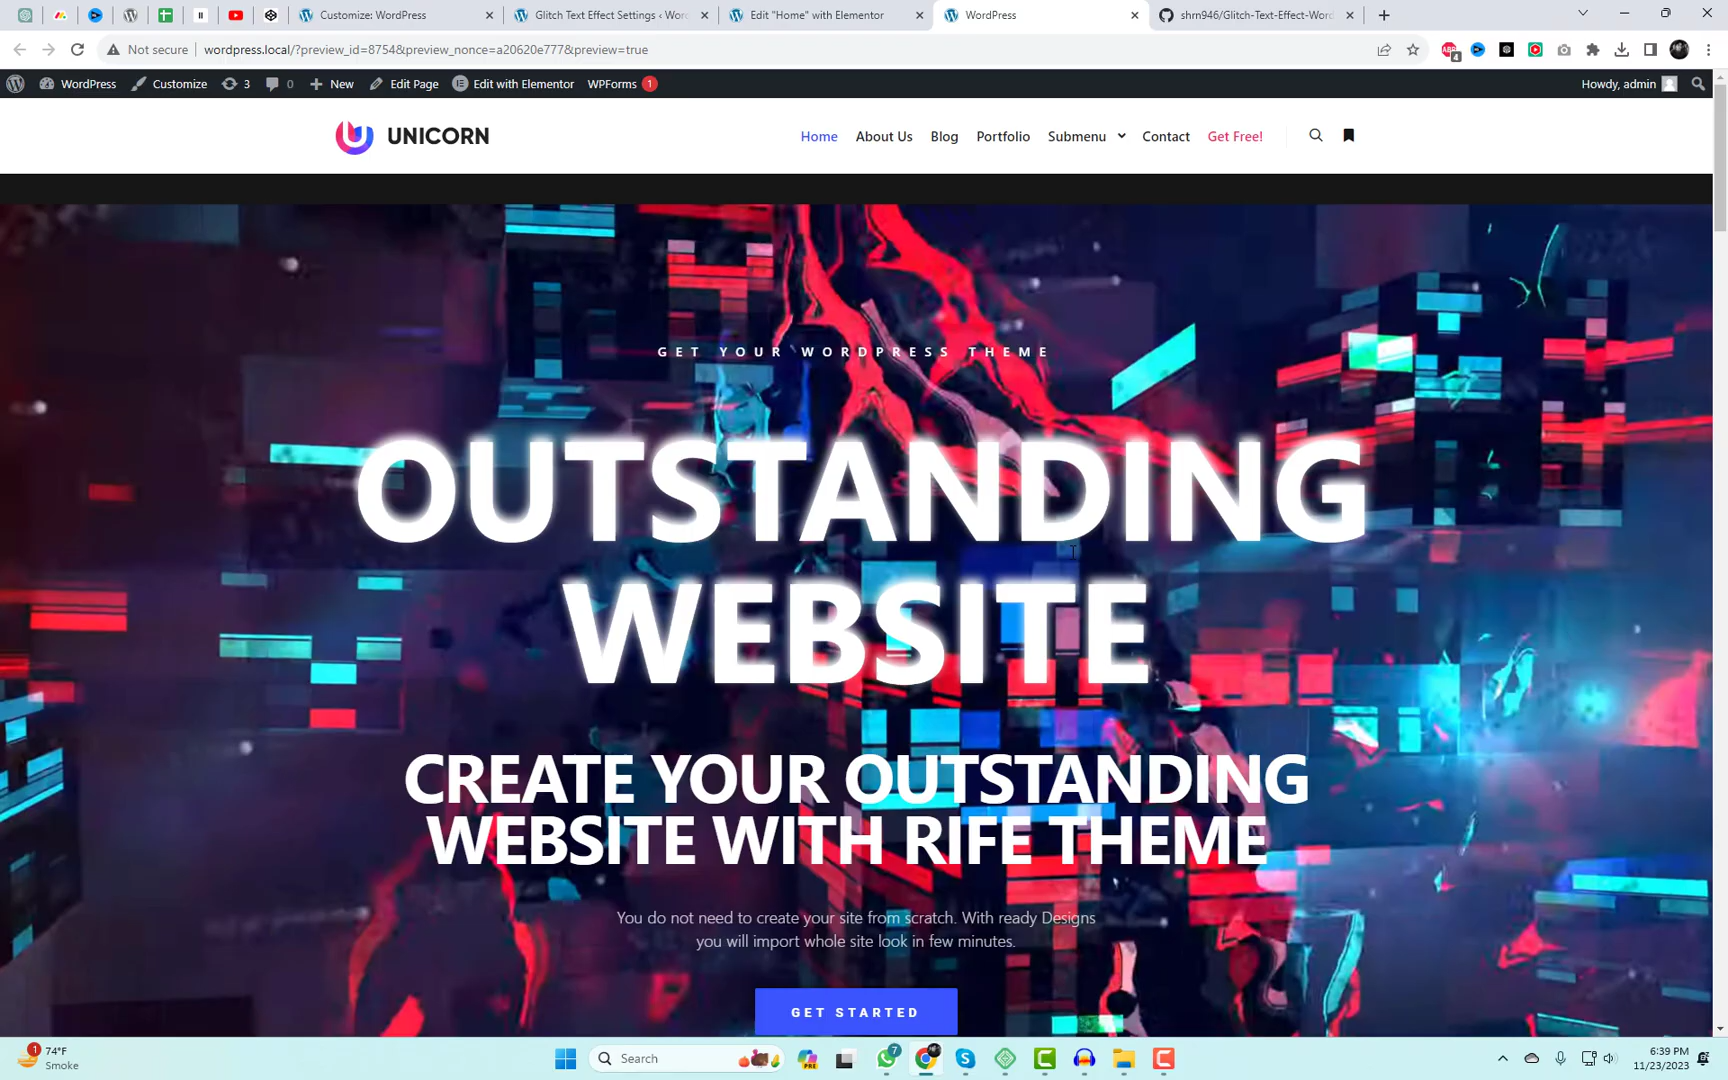 Customize: WordPress
Glitch Text Effect Settings ‹ Wor
Edit "Home" with Elementor
WordPress
shrn946/Glitch-Text-Effect-Word
Not secure
wordpress.local/?preview_id=8754&preview_nonce=a20620e777&preview=true
4
WordPress
Customize
3
0
New
Edit Page
Edit with Elementor
WPForms
1
Howdy, admin
UNICORN
Home
About Us
Blog
Portfolio
Submenu
Contact
Get Free!
GET YOUR WORDPRESS THEME
OUTSTANDING
WEBSITE
CREATE YOUR OUTSTANDING
WEBSITE WITH RIFE THEME
You do not need to create your site from scratch. With ready Designs
you will import whole site look in few minutes.
GET STARTED
1
74°F
Smoke
Search
PRE
7
6:39 PM
11/23/2023